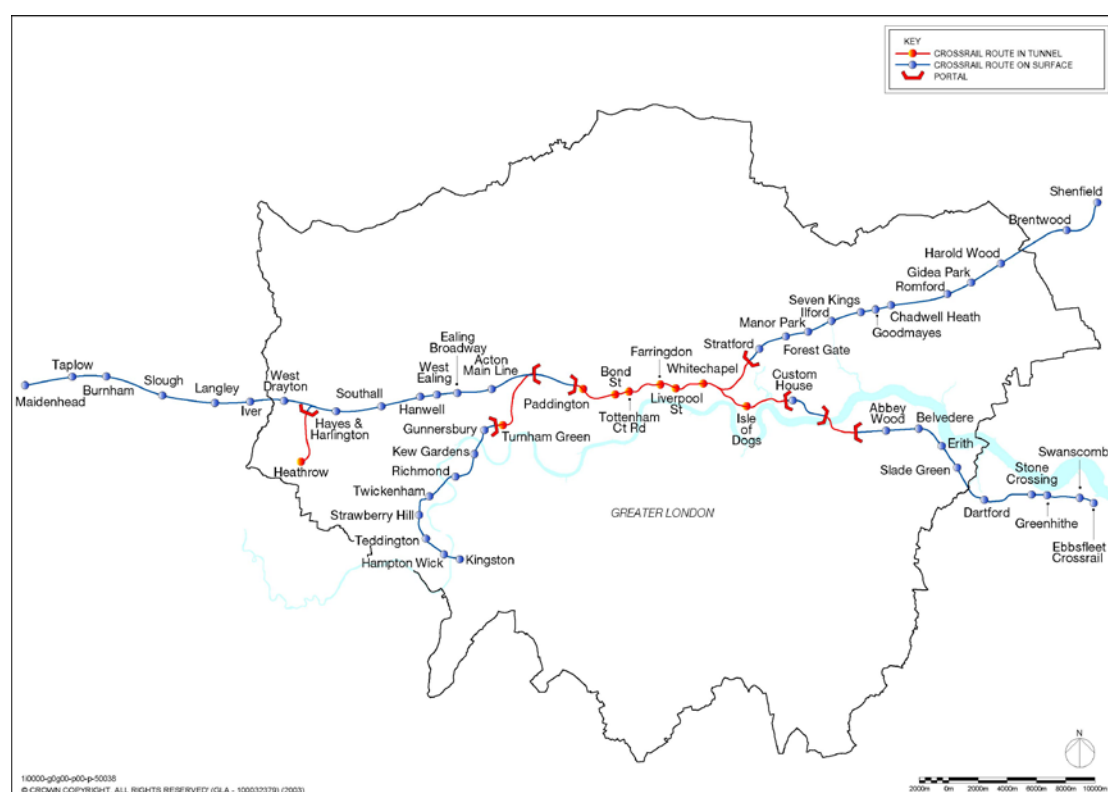 KEY
CROSSRAIL ROUTE IN TUNNEL
CROSSRAIL ROUTE ON SURFACE
PORTAL
Shenfield
Brentwood
Harold Wood
Gidea Park
Romford
Chadwell Heath
Goodmayes
Seven Kings
Ilford
Manor Park
Forest Gate
Stratford
Whitechapel
Farringdon
Liverpool
St
Bond
St
Tottenham
Ct Rd
Paddington
Custom
House
Isle
of
Dogs
Abbey
Wood
Belvedere
Erith
Slade Green
Dartford
Stone
Crossing
Greenhithe
Swanscomb
Ebbsfleet
Crossrail
Acton
Main Line
Ealing
Broadway
West
Ealing
Hanwell
Southall
Hayes &
Harlington
Heathrow
West
Drayton
Iver
Langley
Slough
Burnham
Taplow
Maidenhead
Turnham Green
Gunnersbury
Kew Gardens
Richmond
Twickenham
Strawberry Hill
Teddington
Hampton Wick
Kingston
GREATER LONDON
N
2000m 0m 2000m 4000m 6000m 8000m 10000m
1I0000-g0g00-p00-p-50038
© CROWN COPYRIGHT. ALL RIGHTS RESERVED' (GLA - 100032379) (2003)